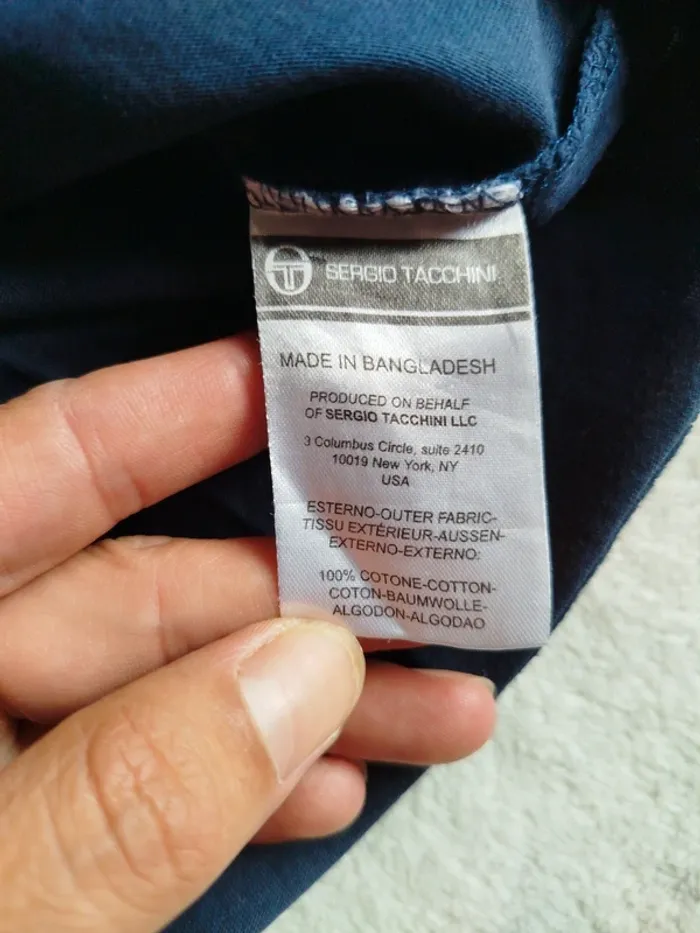 SERGIO TACCHINI
MADE IN BANGLADESH
PRODUCED ON BEHALF
OF SERGIO TACCHINI LLC
3 Columbus Circle, suite 2410
10019 New York, NY
USA
ESTERNO-OUTER FABRIC-
TISSU EXTÉRIEUR-AUSSEN-
EXTERNO-EXTERNO:
100% COTONE-COTTON-
COTON-BAUMWOLLE-
ALGODON-ALGODAO